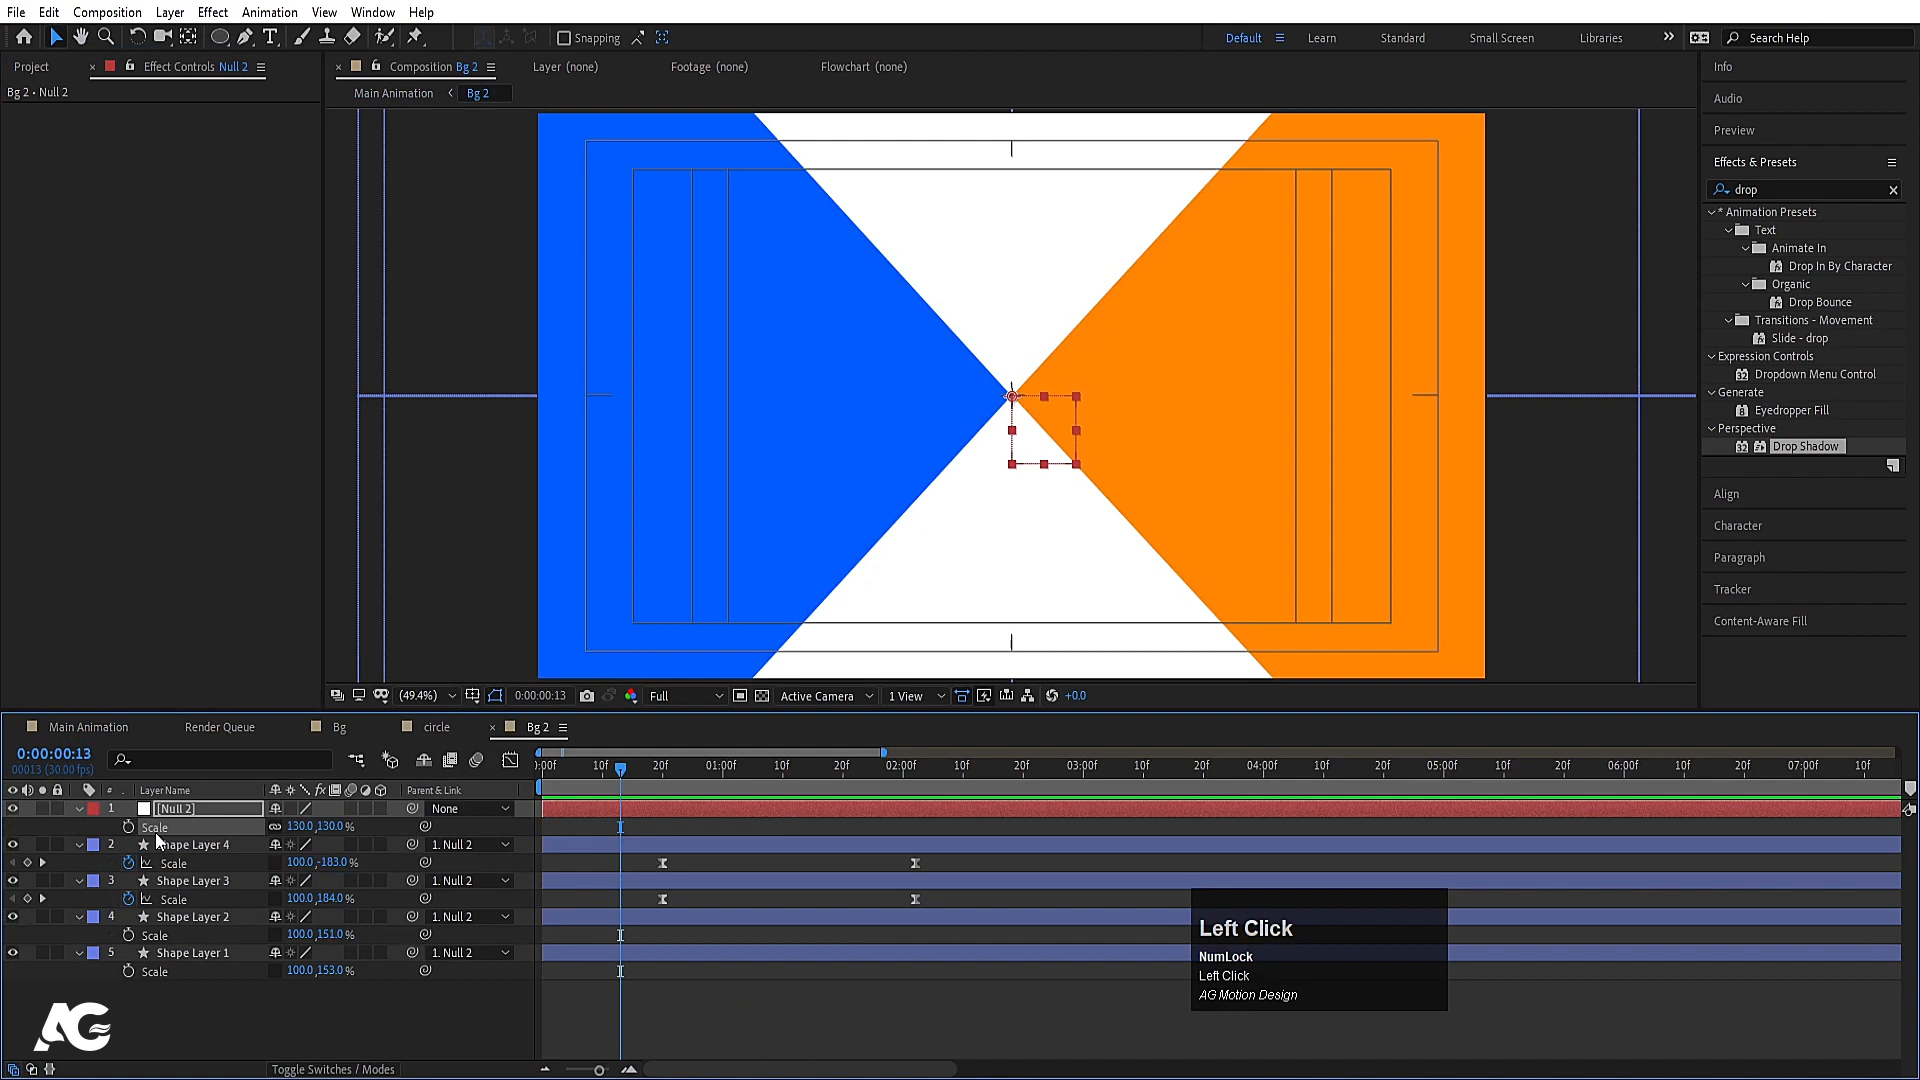 File Edit Composition Layer Effect Animation View Window Help
Snapping Default Learn Standard Small Screen Libraries Search Help
Project Effect Controls Null 2 Composition Bg 2 Layer (none) Footage (none) Flowchart (none) Info
Bg 2 • Null 2 Main Animation Bg 2
Audio
Preview
Effects & Presets
drop
* Animation Presets
Text
Animate In
Drop In By Character
Organic
Drop Bounce
Transitions - Movement
Slide - drop
Expression Controls
Dropdown Menu Control
Generate
Eyedropper Fill
Perspective
Drop Shadow
Align
Character
Paragraph
Tracker
Content-Aware Fill
(49.4%) 0:00:00:13 Full Active Camera 1 View +0.0
Main Animation Render Queue Bg circle Bg 2
0:00:00:13
00013 (30.00 fps)
):00f 10f 20f 01:00f 10f 20f 02:00f 10f 20f 03:00f 10f 20f 04:00f 10f 20f 05:00f 10f 20f 06:00f 10f 20f 07:00f 10f
# . Layer Name fx Parent & Link
1 [Null 2] None
Scale 130.0,130.0%
2 Shape Layer 4 1. Null 2
Scale 100.0,-183.0%
3 Shape Layer 3 1. Null 2
Scale 100.0,184.0%
4 Shape Layer 2 1. Null 2
Scale 100.0,151.0%
5 Shape Layer 1 1. Null 2
Scale 100.0,153.0%
Left Click
NumLock
Left Click
AG Motion Design
AG
Toggle Switches / Modes